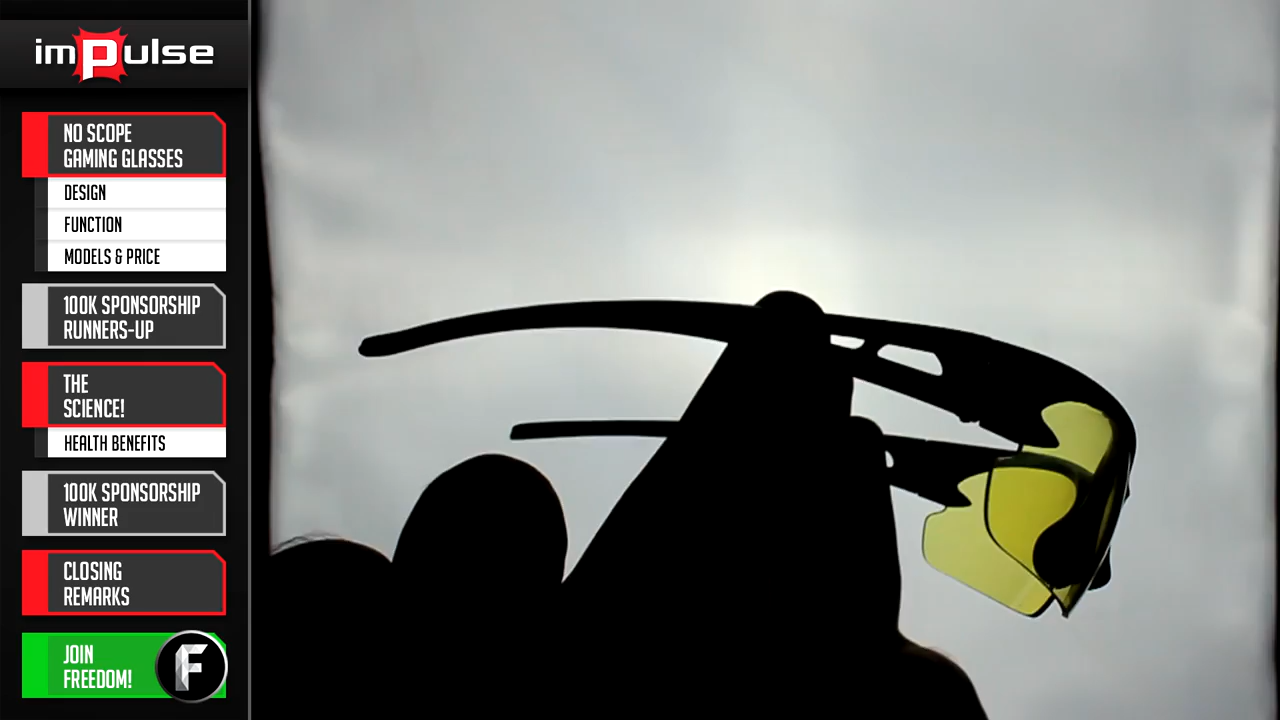 imPulse
NO SCOPE
GAMING GLASSES
DESIGN
FUNCTION
MODELS & PRICE
100K SPONSORSHIP
RUNNERS-UP
THE
SCIENCE!
HEALTH BENEFITS
100K SPONSORSHIP
WINNER
CLOSING
REMARKS
JOIN
FREEDOM!
F